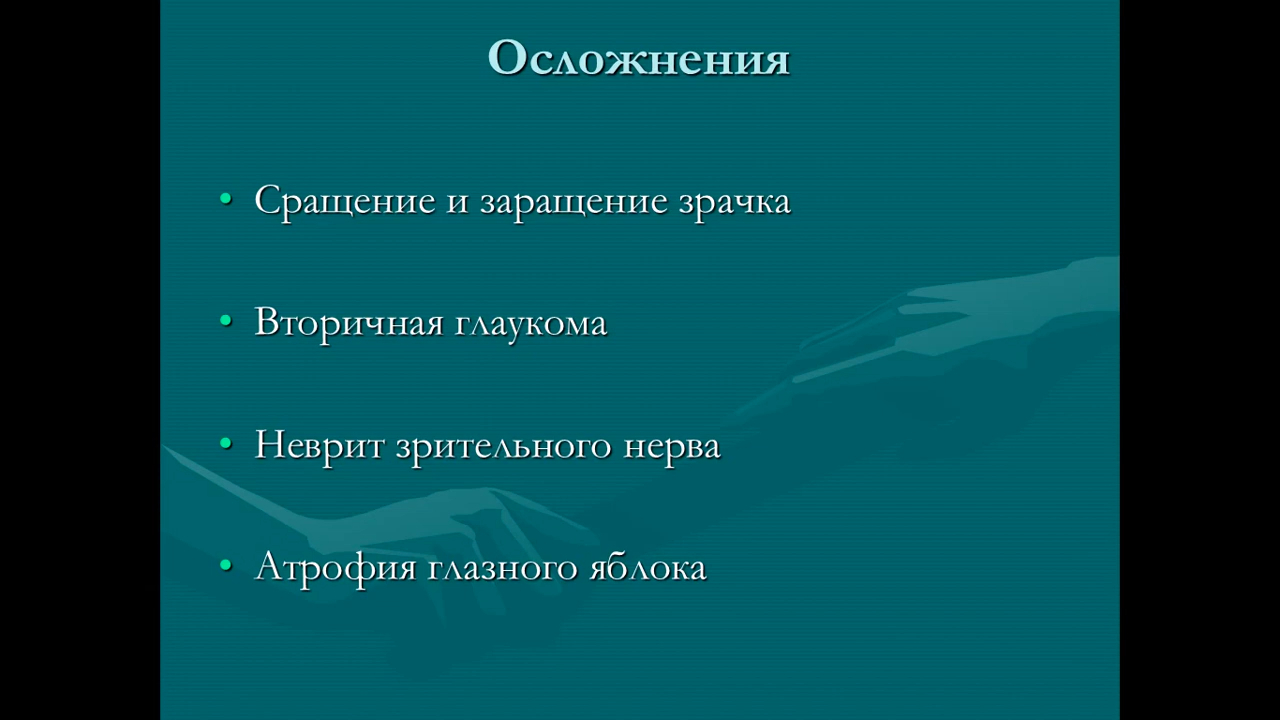 Осложнения
• Сращение и заращение зрачка
• Вторичная глаукома
• Неврит зрительного нерва
• Атрофия глазного яблока